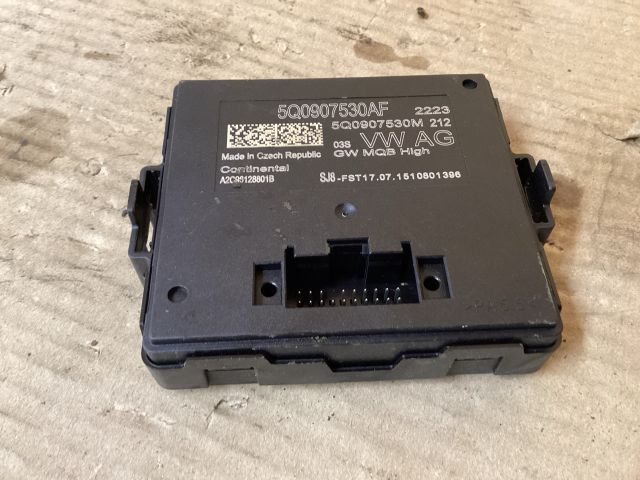 5Q0907530AF 2223
5Q0907530M 212
03S VW AG
GW MQB High
Made in Czech Republic
Continental
SJ8-FST17.07.1510801396